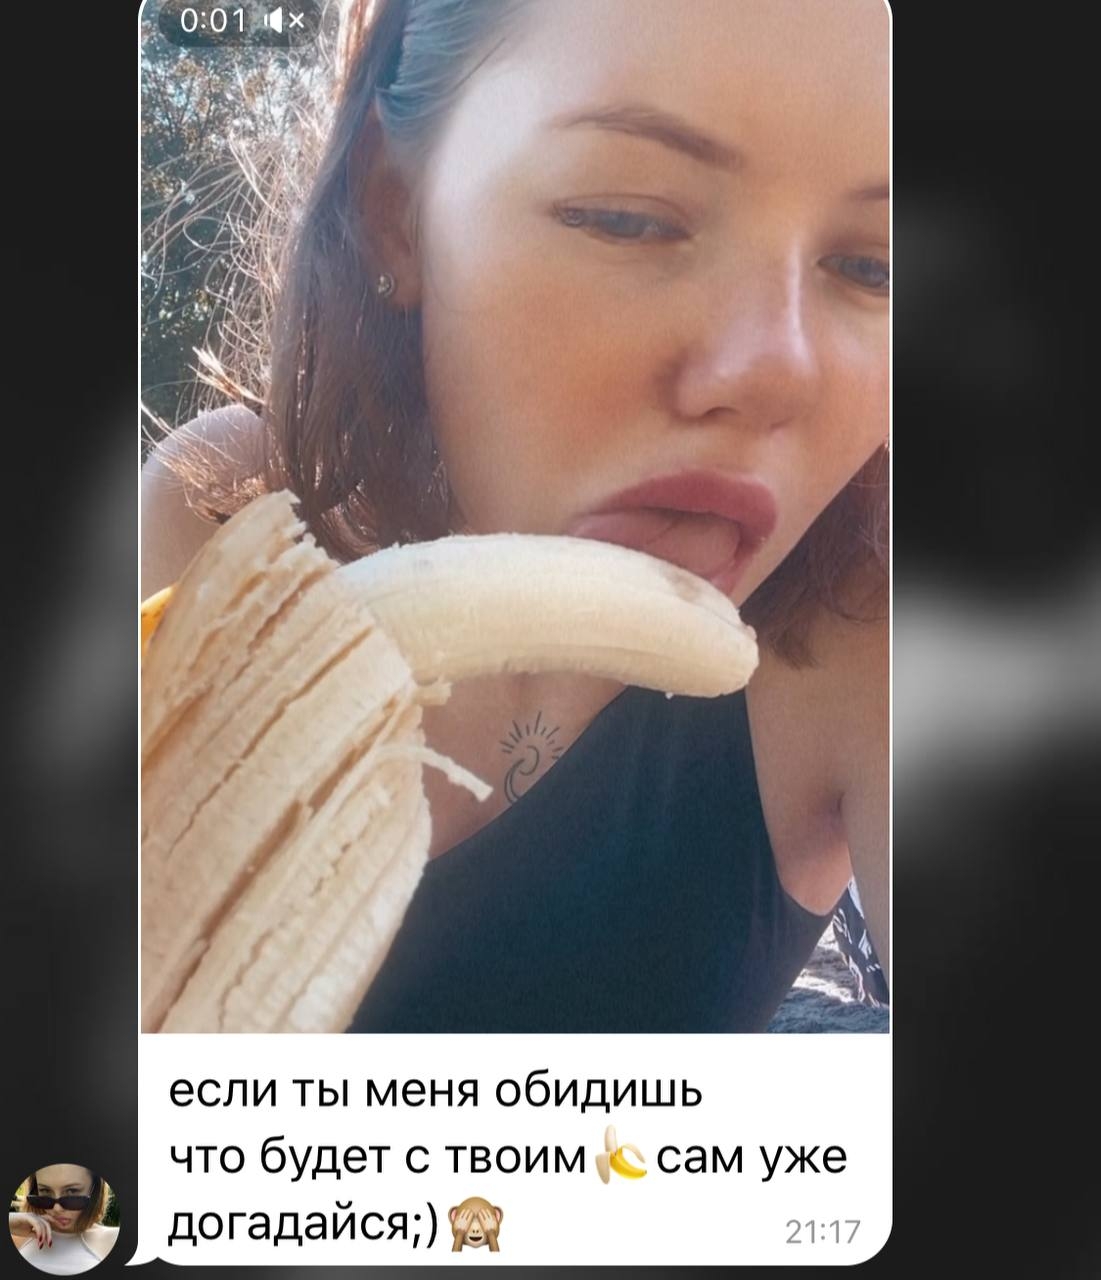 0:01
если ты меня обидишь
что будет с твоим🍌сам уже
догадайся;)🙈
21:17